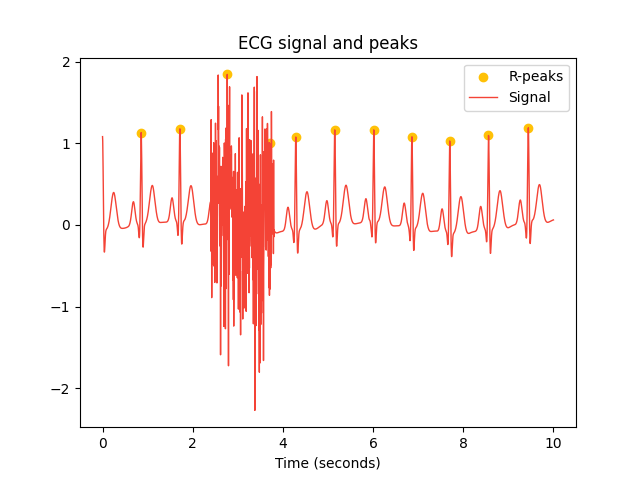 ECG signal and peaks
R-peaks
Signal
2
1
0
−1
−2
0 2 4 6 8 10
Time (seconds)